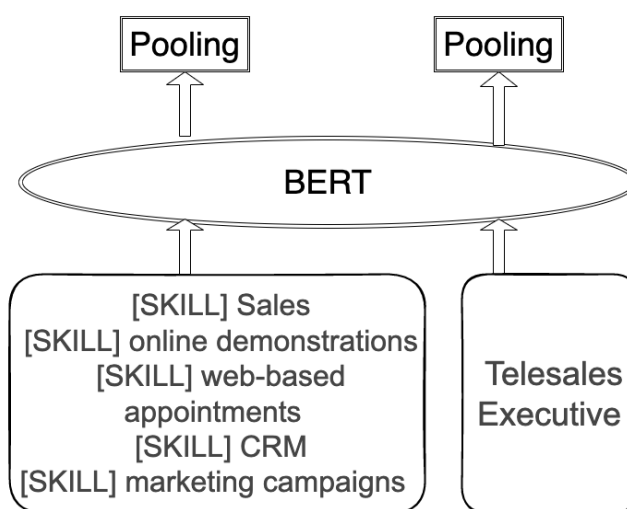 Pooling
Pooling
BERT
[SKILL] Sales
[SKILL] online demonstrations
[SKILL] web-based
appointments
[SKILL] CRM
[SKILL] marketing campaigns
Telesales
Executive